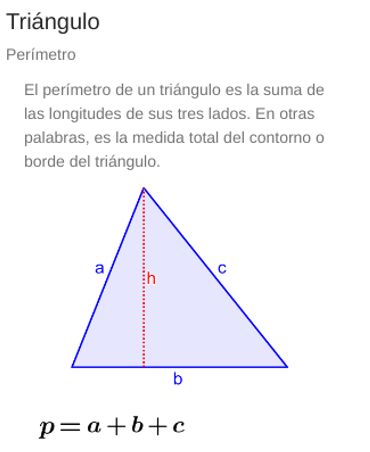 Triángulo
Perímetro
El perímetro de un triángulo es la suma de
las longitudes de sus tres lados. En otras
palabras, es la medida total del contorno o
borde del triángulo.
a
h
c
b
p = a + b + c